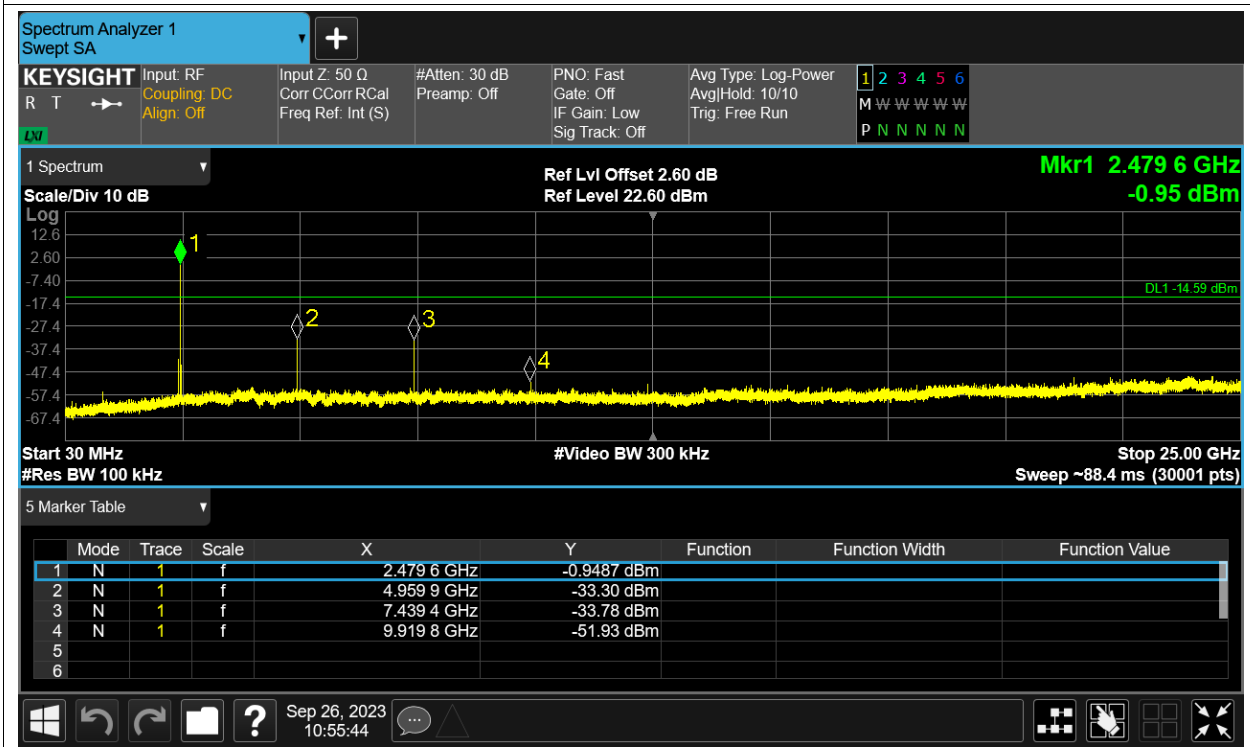 Spectrum Analyzer 1
Swept SA
KEYSIGHT
R T
LXI
Input: RF
Coupling: DC
Align: Off
Input Z: 50 Ω
Corr CCorr RCal
Freq Ref: Int (S)
#Atten: 30 dB
Preamp: Off
PNO: Fast
Gate: Off
IF Gain: Low
Sig Track: Off
Avg Type: Log-Power
Avg|Hold: 10/10
Trig: Free Run
1 2 3 4 5 6
M W W W W W
P N N N N N
1 Spectrum
Scale/Div 10 dB
Ref Lvl Offset 2.60 dB
Ref Level 22.60 dBm
Mkr1 2.479 6 GHz
-0.95 dBm
Log
12.6
2.60
-7.40
-17.4
-27.4
-37.4
-47.4
-57.4
-67.4
1
2
3
4
DL1 -14.59 dBm
Start 30 MHz
#Video BW 300 kHz
Stop 25.00 GHz
#Res BW 100 kHz
Sweep ~88.4 ms (30001 pts)
5 Marker Table
Mode Trace Scale X Y Function Function Width Function Value
1 N 1 f 2.479 6 GHz -0.9487 dBm
2 N 1 f 4.959 9 GHz -33.30 dBm
3 N 1 f 7.439 4 GHz -33.78 dBm
4 N 1 f 9.919 8 GHz -51.93 dBm
5
6
?
Sep 26, 2023
10:55:44